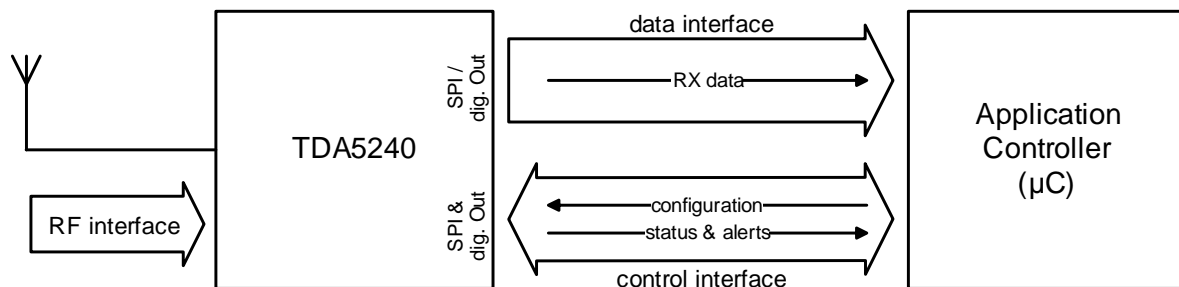 data interface
SPI /
dig. Out
RX data
TDA5240
Application
Controller
(µC)
RF interface
SPI &
dig. Out
configuration
status & alerts
control interface